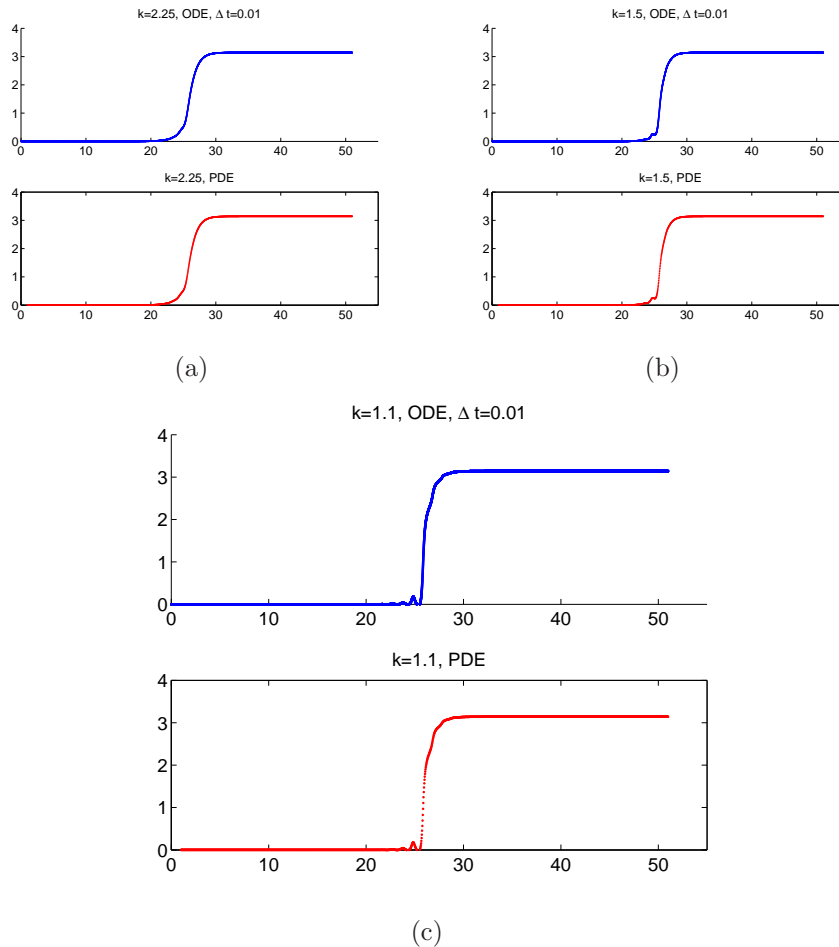 k=2.25, ODE, Δ t=0.01
4
3
2
1
0
0 10 20 30 40 50
k=2.25, PDE
4
3
2
1
0
0 10 20 30 40 50
(a)
k=1.5, ODE, Δ t=0.01
4
3
2
1
0
0 10 20 30 40 50
k=1.5, PDE
4
3
2
1
0
0 10 20 30 40 50
(b)
k=1.1, ODE, Δ t=0.01
4
3
2
1
0
0 10 20 30 40 50
k=1.1, PDE
4
3
2
1
0
0 10 20 30 40 50
(c)